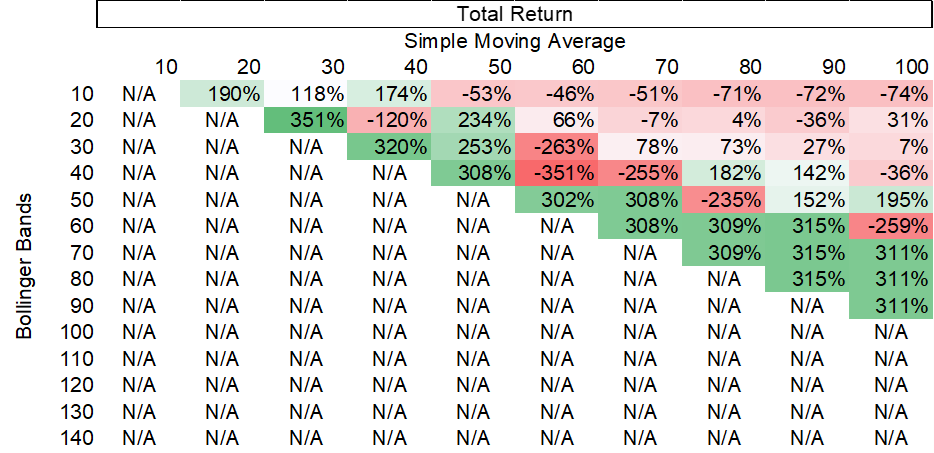 Total Return
Simple Moving Average
10 20 30 40 50 60 70 80 90 100
Bollinger Bands
10 N/A 190% 118% 174% -53% -46% -51% -71% -72% -74%
20 N/A N/A 351% -120% 234% 66% -7% 4% -36% 31%
30 N/A N/A N/A 320% 253% -263% 78% 73% 27% 7%
40 N/A N/A N/A N/A 308% -351% -255% 182% 142% -36%
50 N/A N/A N/A N/A N/A 302% 308% -235% 152% 195%
60 N/A N/A N/A N/A N/A N/A 308% 309% 315% -259%
70 N/A N/A N/A N/A N/A N/A N/A 309% 315% 311%
80 N/A N/A N/A N/A N/A N/A N/A N/A 315% 311%
90 N/A N/A N/A N/A N/A N/A N/A N/A N/A 311%
100 N/A N/A N/A N/A N/A N/A N/A N/A N/A N/A
110 N/A N/A N/A N/A N/A N/A N/A N/A N/A N/A
120 N/A N/A N/A N/A N/A N/A N/A N/A N/A N/A
130 N/A N/A N/A N/A N/A N/A N/A N/A N/A N/A
140 N/A N/A N/A N/A N/A N/A N/A N/A N/A N/A